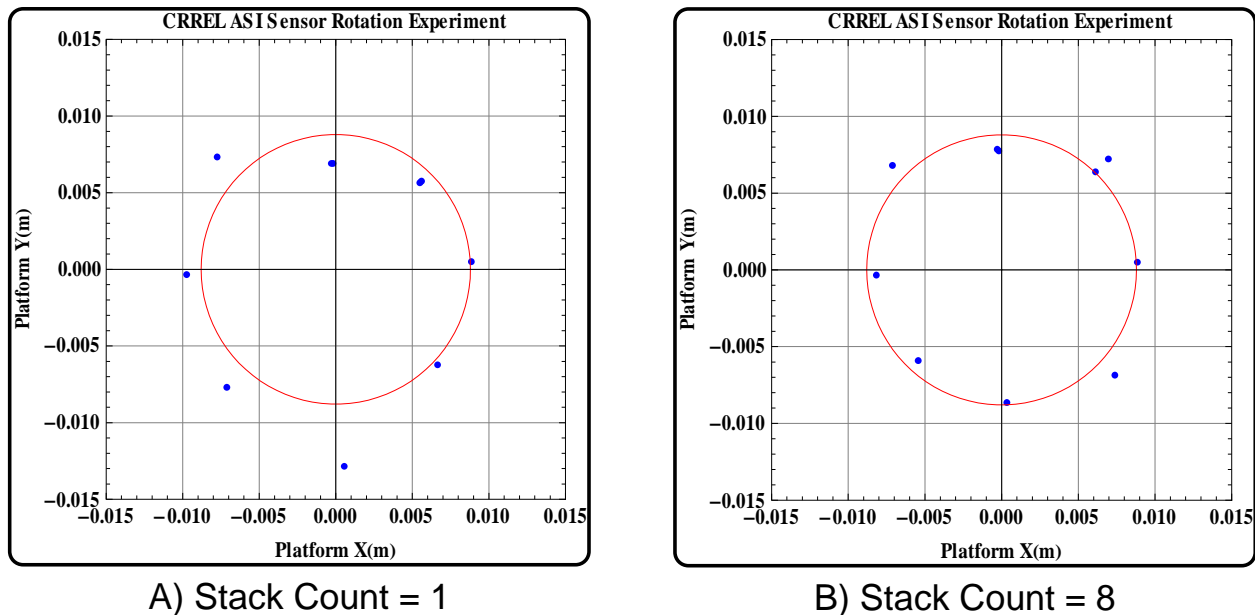 CRREL ASI Sensor Rotation Experiment
0.015
0.010
0.005
0.000
−0.005
−0.010
−0.015
Platform Y(m)
−0.015 −0.010 −0.005 0.000 0.005 0.010 0.015
Platform X(m)
A) Stack Count = 1
CRREL ASI Sensor Rotation Experiment
0.015
0.010
0.005
0.000
−0.005
−0.010
−0.015
Platform Y(m)
−0.015 −0.010 −0.005 0.000 0.005 0.010 0.015
Platform X(m)
B) Stack Count = 8